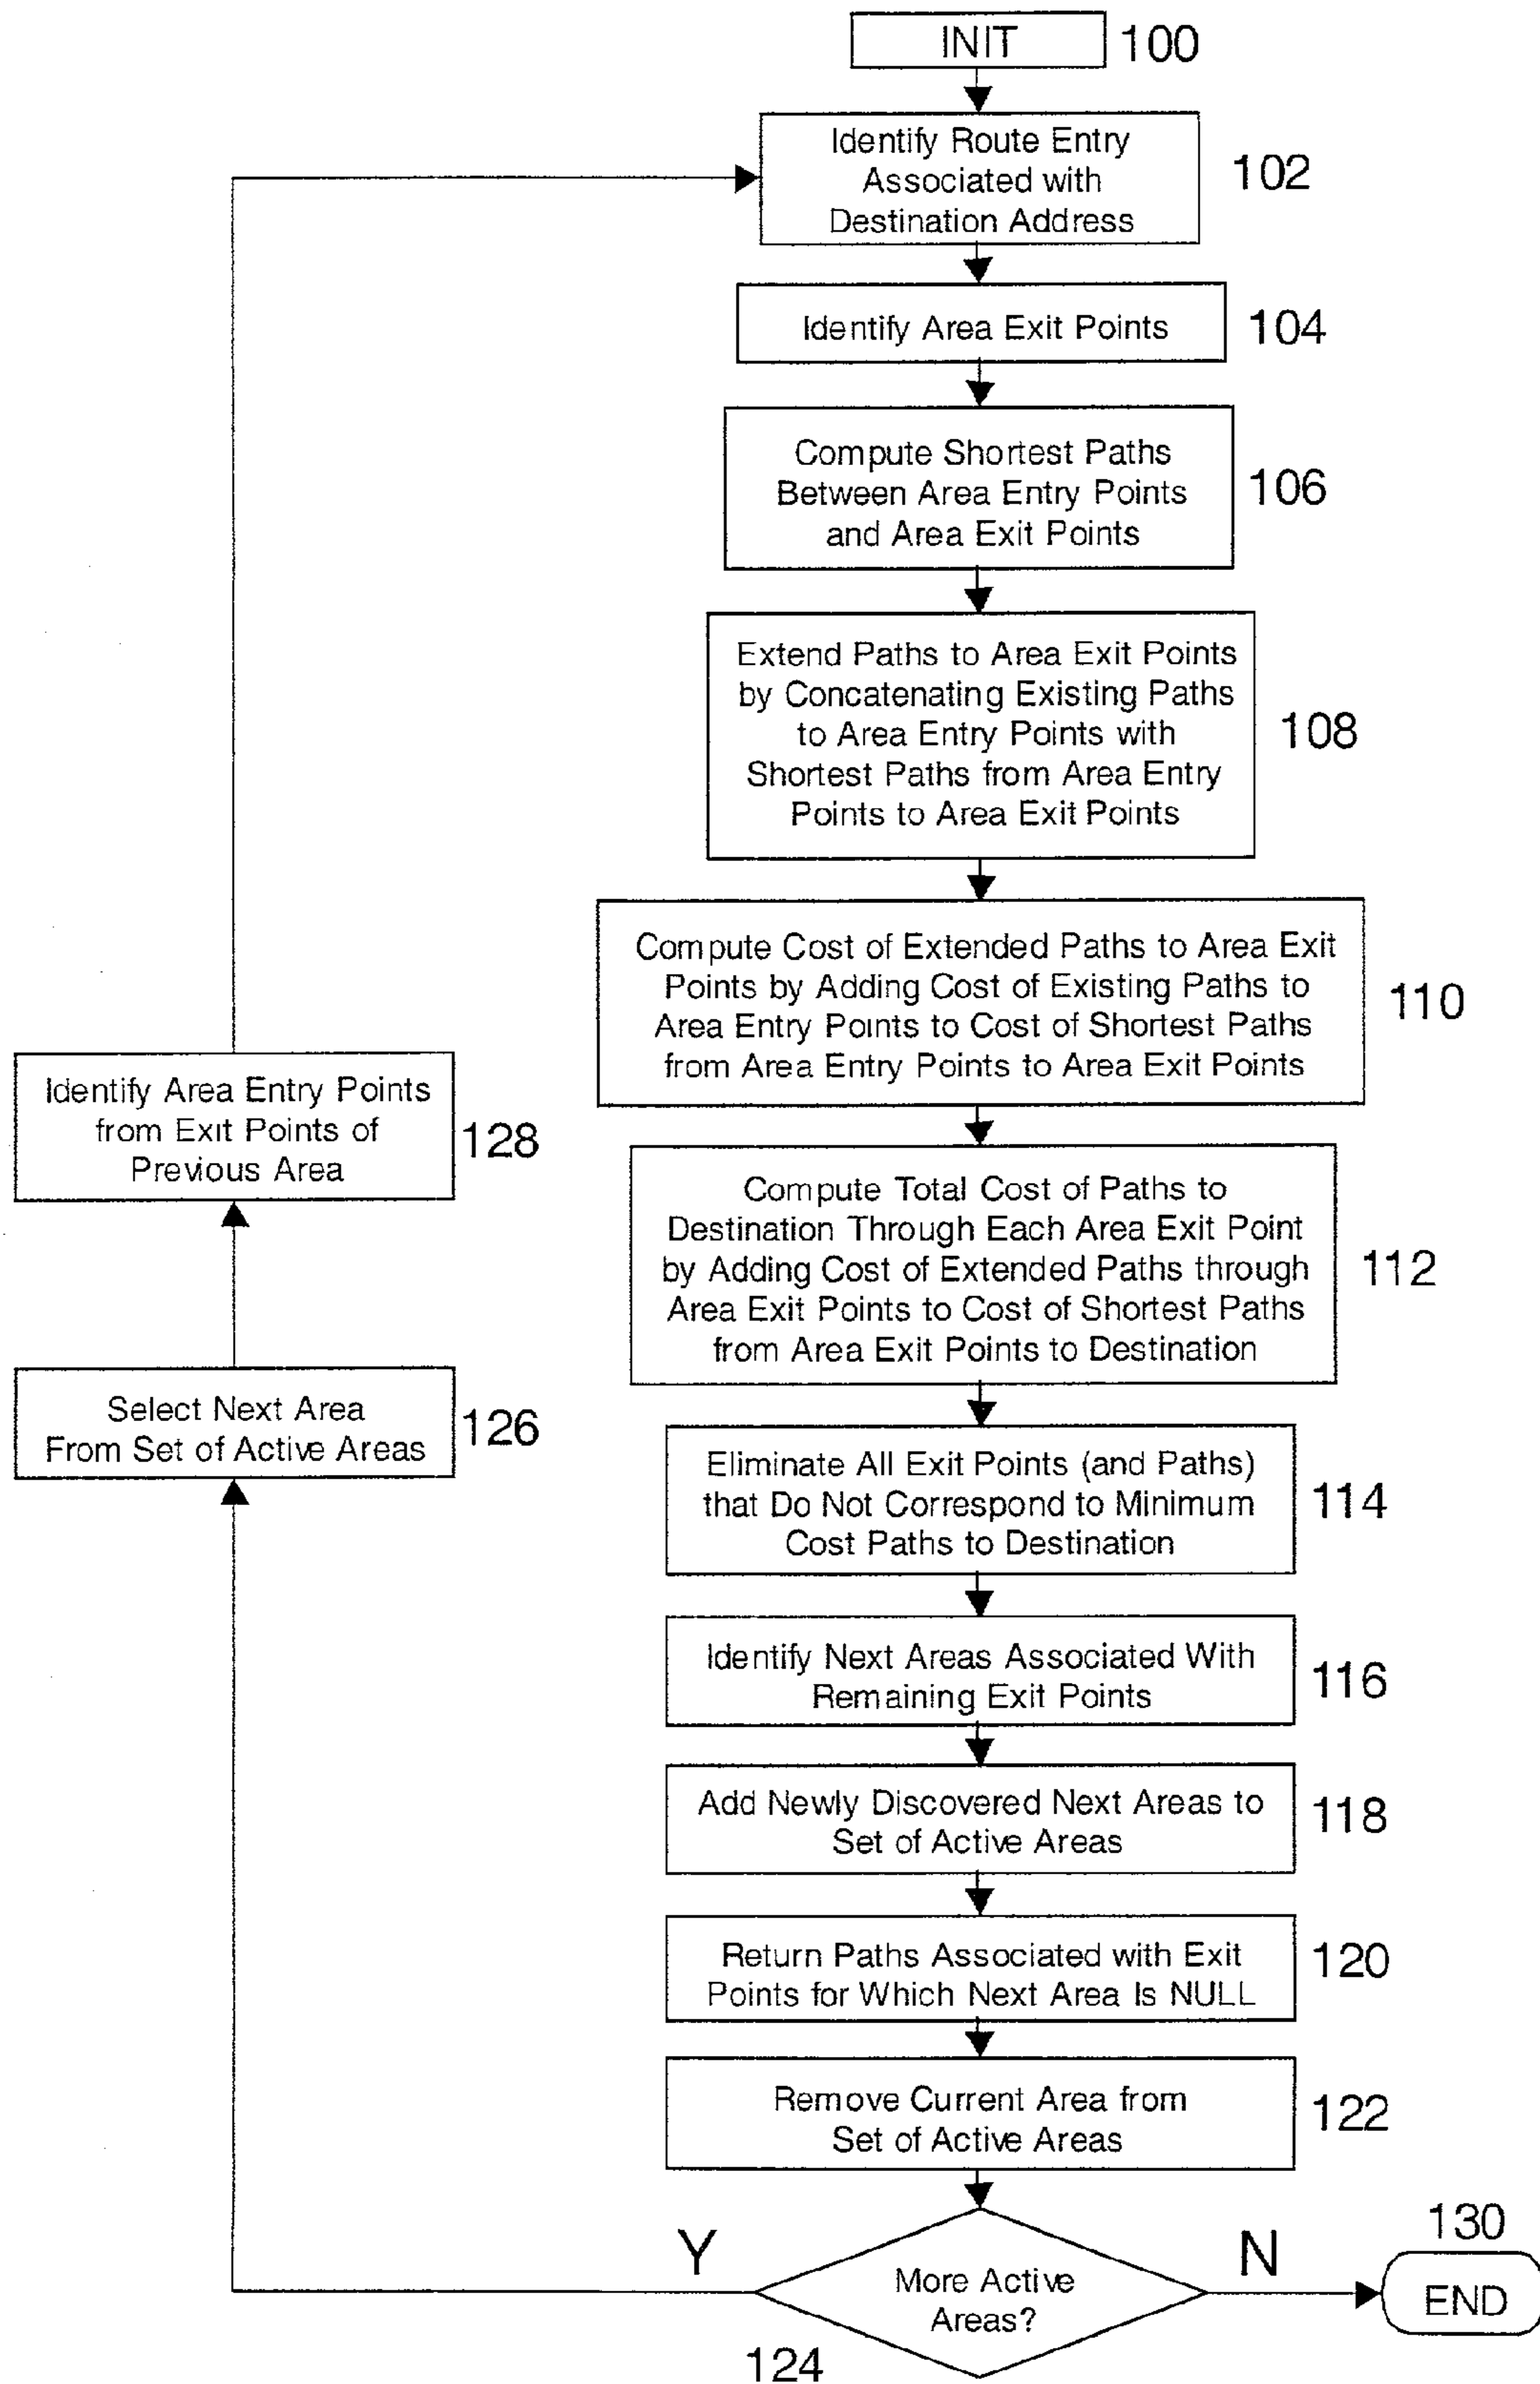 INIT
100
Identify Route Entry
Associated with
Destination Address
102
Identify Area Exit Points
104
Compute Shortest Paths
Between Area Entry Points
and Area Exit Points
106
Extend Paths to Area Exit Points
by Concatenating Existing Paths
to Area Entry Points with
Shortest Paths from Area Entry
Points to Area Exit Points
108
Compute Cost of Extended Paths to Area Exit
Points by Adding Cost of Existing Paths to
Area Entry Points to Cost of Shortest Paths
from Area Entry Points to Area Exit Points
110
Identify Area Entry Points
from Exit Points of
Previous Area
128
Compute Total Cost of Paths to
Destination Through Each Area Exit Point
by Adding Cost of Extended Paths through
Area Exit Points to Cost of Shortest Paths
from Area Exit Points to Destination
112
Select Next Area
From Set of Active Areas
126
Eliminate All Exit Points (and Paths)
that Do Not Correspond to Minimum
Cost Paths to Destination
114
Identify Next Areas Associated With
Remaining Exit Points
116
Add Newly Discovered Next Areas to
Set of Active Areas
118
Return Paths Associated with Exit
Points for Which Next Area Is NULL
120
Remove Current Area from
Set of Active Areas
122
Y
More Active
Areas?
124
N
130
END